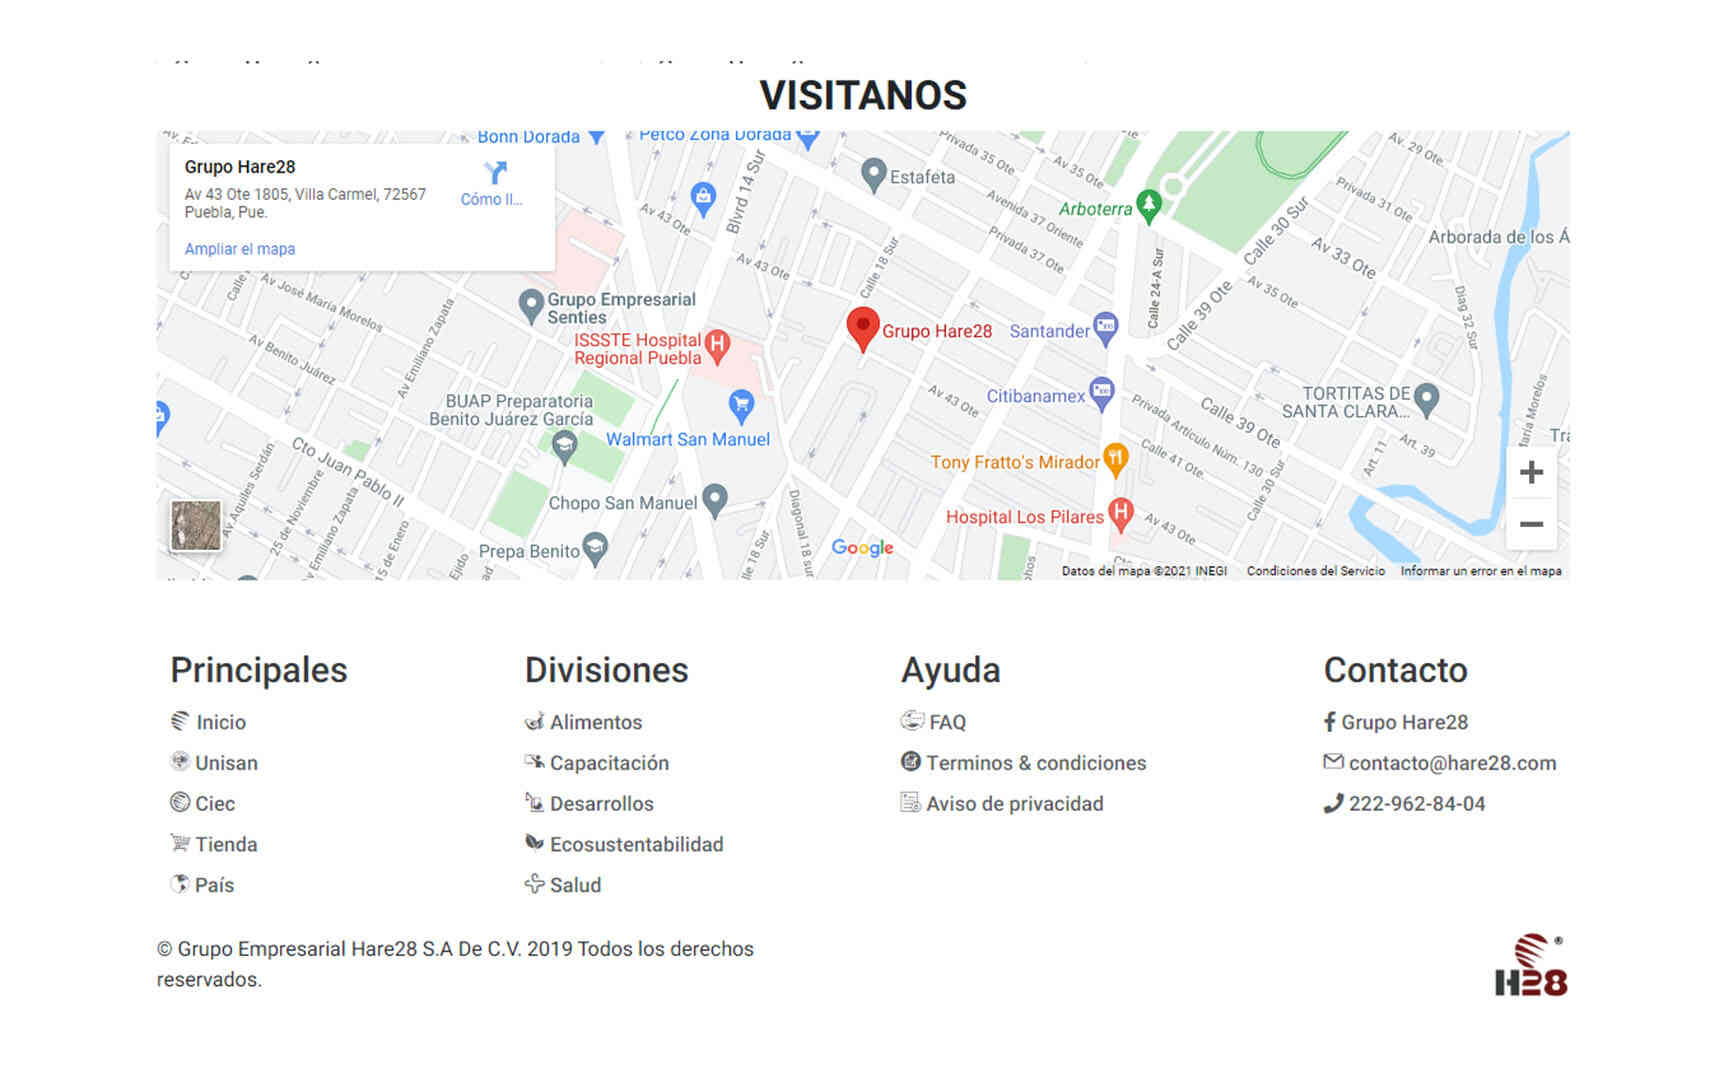 VISITANOS
Bonn Dorada
Petco Zona Dorada
Grupo Hare28
Av 43 Ote 1805, Villa Carmel, 72567
Puebla, Pue.
Cómo ll...
Ampliar el mapa
Estafeta
Arboterra
Privada 35 Ote
Av. 35 Ote
Avenida 37 Oriente
Privada 37 Ote
Av. 29 Ote.
Privada 31 Ote
Arborada de los Á
Av 33 Ote
Av 35 Ote
Calle 30 Sur
Calle 24-A Sur
Calle 39 Ote
Diag 32 Sur
Blvrd 14 Sur
Av 43 Ote
Av 43 Ote
Calle 18 Sur
Calle
Av José María Morelos
Av Benito Juárez
Av Emiliano Zapata
Grupo Empresarial
Senties
ISSSTE Hospital
Regional Puebla
Grupo Hare28
Santander
Citibanamex
TORTITAS DE
SANTA CLARA...
BUAP Preparatoria
Benito Juárez García
Walmart San Manuel
Av 43 Ote
Privada Artículo Núm. 130
Calle 39 Ote
Calle 41 Ote.
Calle 30 Sur
Art. 11
Art. 39
María Morelos
Tony Fratto's Mirador
Cto Juan Pablo II
Av Aquiles Serdán
25 de Noviembre
Av Emiliano Zapata
15 de Enero
Ejido
Chopo San Manuel
Diagonal 18 sur
lle 18 Sur
Hospital Los Pilares
Av 43 Ote
Prepa Benito
Google
Datos del mapa ©2021 INEGI
Condiciones del Servicio
Informar un error en el mapa
Principales
Inicio
Unisan
Ciec
Tienda
País
Divisiones
Alimentos
Capacitación
Desarrollos
Ecosustentabilidad
Salud
Ayuda
FAQ
Terminos & condiciones
Aviso de privacidad
Contacto
Grupo Hare28
contacto@hare28.com
222-962-84-04
© Grupo Empresarial Hare28 S.A De C.V. 2019 Todos los derechos
reservados.
H28